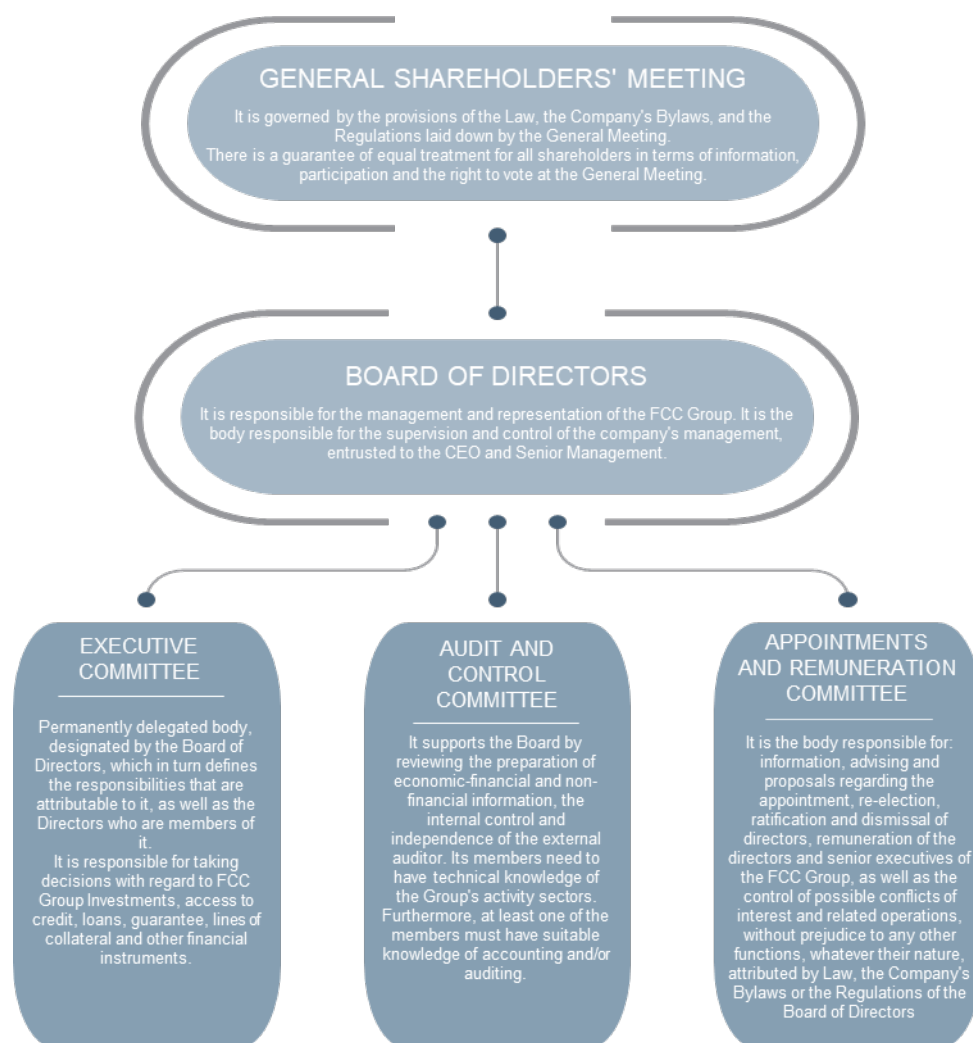 GENERAL SHAREHOLDERS' MEETING
It is governed by the provisions of the Law, the Company's Bylaws, and the
Regulations laid down by the General Meeting.
There is a guarantee of equal treatment for all shareholders in terms of information,
participation and the right to vote at the General Meeting.
BOARD OF DIRECTORS
It is responsible for the management and representation of the FCC Group. It is the
body responsible for the supervision and control of the company's management,
entrusted to the CEO and Senior Management.
EXECUTIVE
COMMITTEE
Permanently delegated body,
designated by the Board of
Directors, which in turn defines
the responsibilities that are
attributable to it, as well as the
Directors who are members of
it.
It is responsible for taking
decisions with regard to FCC
Group Investments, access to
credit, loans, guarantee, lines of
collateral and other financial
instruments.
AUDIT AND
CONTROL
COMMITTEE
It supports the Board by
reviewing the preparation of
economic-financial and non-
financial information, the
internal control and
independence of the external
auditor. Its members need to
have technical knowledge of
the Group's activity sectors.
Furthermore, at least one of the
members must have suitable
knowledge of accounting and/or
auditing.
APPOINTMENTS
AND REMUNERATION
COMMITTEE
It is the body responsible for:
information, advising and
proposals regarding the
appointment, re-election,
ratification and dismissal of
directors, remuneration of the
directors and senior executives of
the FCC Group, as well as the
control of possible conflicts of
interest and related operations,
without prejudice to any other
functions, whatever their nature,
attributed by Law, the Company's
Bylaws or the Regulations of the
Board of Directors